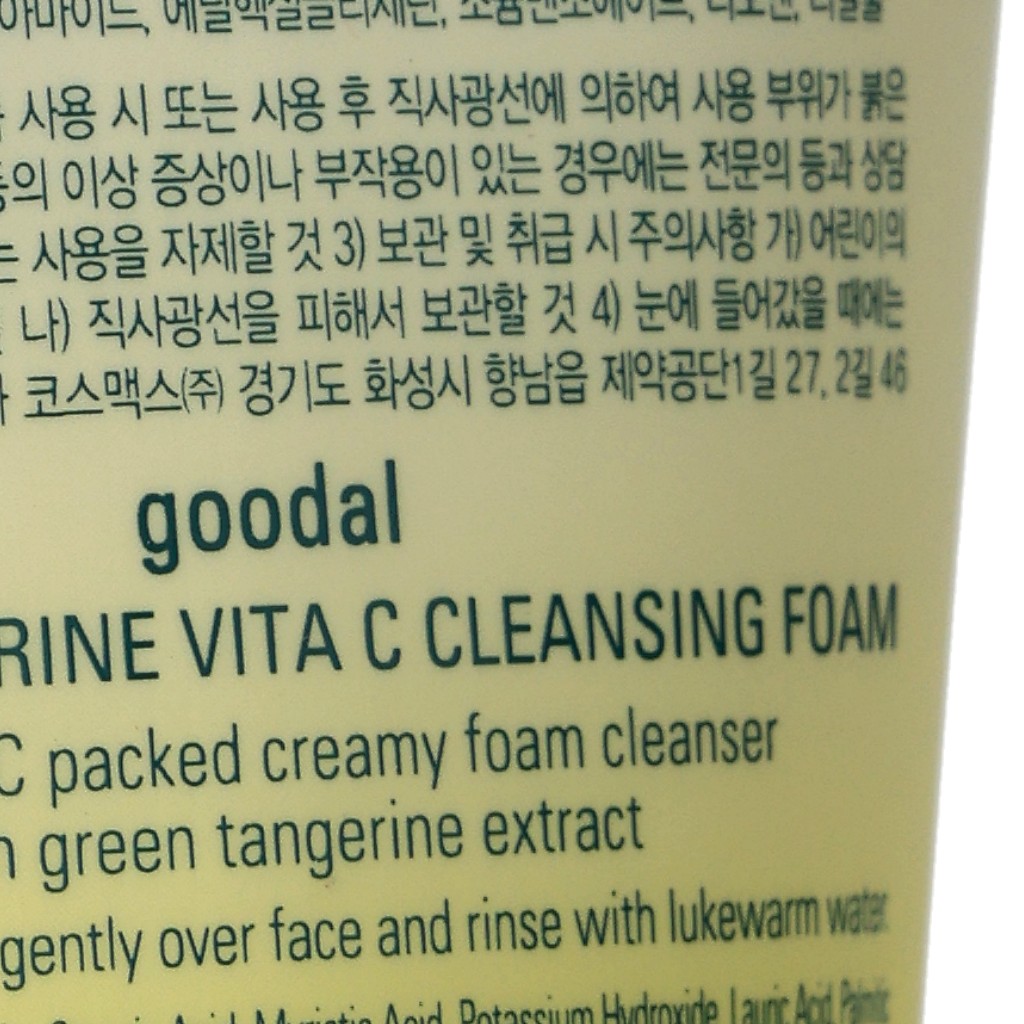 사용 시 또는 사용 후 직사광선에 의하여 사용 부위가 붉은
이상 증상이나 부작용이 있는 경우에는 전문의 등과 상담
사용을 자제할 것 3) 보관 및 취급 시 주의사항 가) 어린이의
나) 직사광선을 피해서 보관할 것 4) 눈에 들어갔을 때에는
코스맥스(주) 경기도 화성시 향남읍 제약공단1길 27, 2길 46
goodal
RINE VITA C CLEANSING FOAM
C packed creamy foam cleanser
green tangerine extract
gently over face and rinse with lukewarm water.
Acid, Potassium Hydroxide, Lauric Acid,